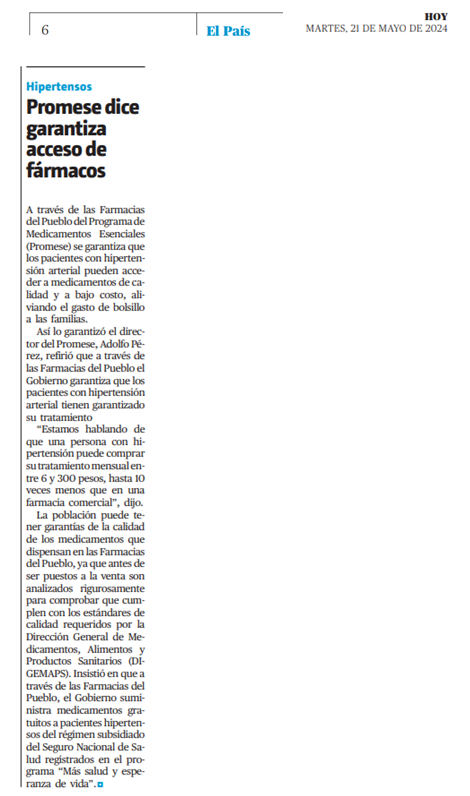 6
El País
HOY
MARTES, 21 DE MAYO DE 2024
Hipertensos
Promese dice
garantiza
acceso de
fármacos
A través de las Farmacias
del Pueblo del Programa de
Medicamentos Esenciales
(Promese) se garantiza que
los pacientes con hiperten-
sión arterial pueden acce-
der a medicamentos de ca-
lidad y a bajo costo, ali-
viando el gasto de bolsillo
a las familias.
Así lo garantizó el direc-
tor del Promese, Adolfo Pé-
rez, refirió que a través de
las Farmacias del Pueblo el
Gobierno garantiza que los
pacientes con hipertensión
arterial tienen garantizado
su tratamiento
“Estamos hablando de
que una persona con hi-
pertensión puede comprar
su tratamiento mensual en-
tre 6 y 300 pesos, hasta 10
veces menos que en una
farmacia comercial”, dijo.
La población puede te-
ner garantías de la calidad
de los medicamentos que
dispensan en las Farmacias
del Pueblo, ya que antes de
ser puestos a la venta son
analizados rigurosamente
para comprobar que cum-
plen con los estándares de
calidad requeridos por la
Dirección General de Me-
dicamentos, Alimentos y
Productos Sanitarios (DI-
GEMAPS). Insistió en que a
través de las Farmacias del
Pueblo, el Gobierno sumi-
nistra medicamentos gra-
tuitos a pacientes hiperten-
sos del régimen subsidiado
del Seguro Nacional de Sa-
lud registrados en el pro-
grama “Más salud y espe-
ranza de vida”.